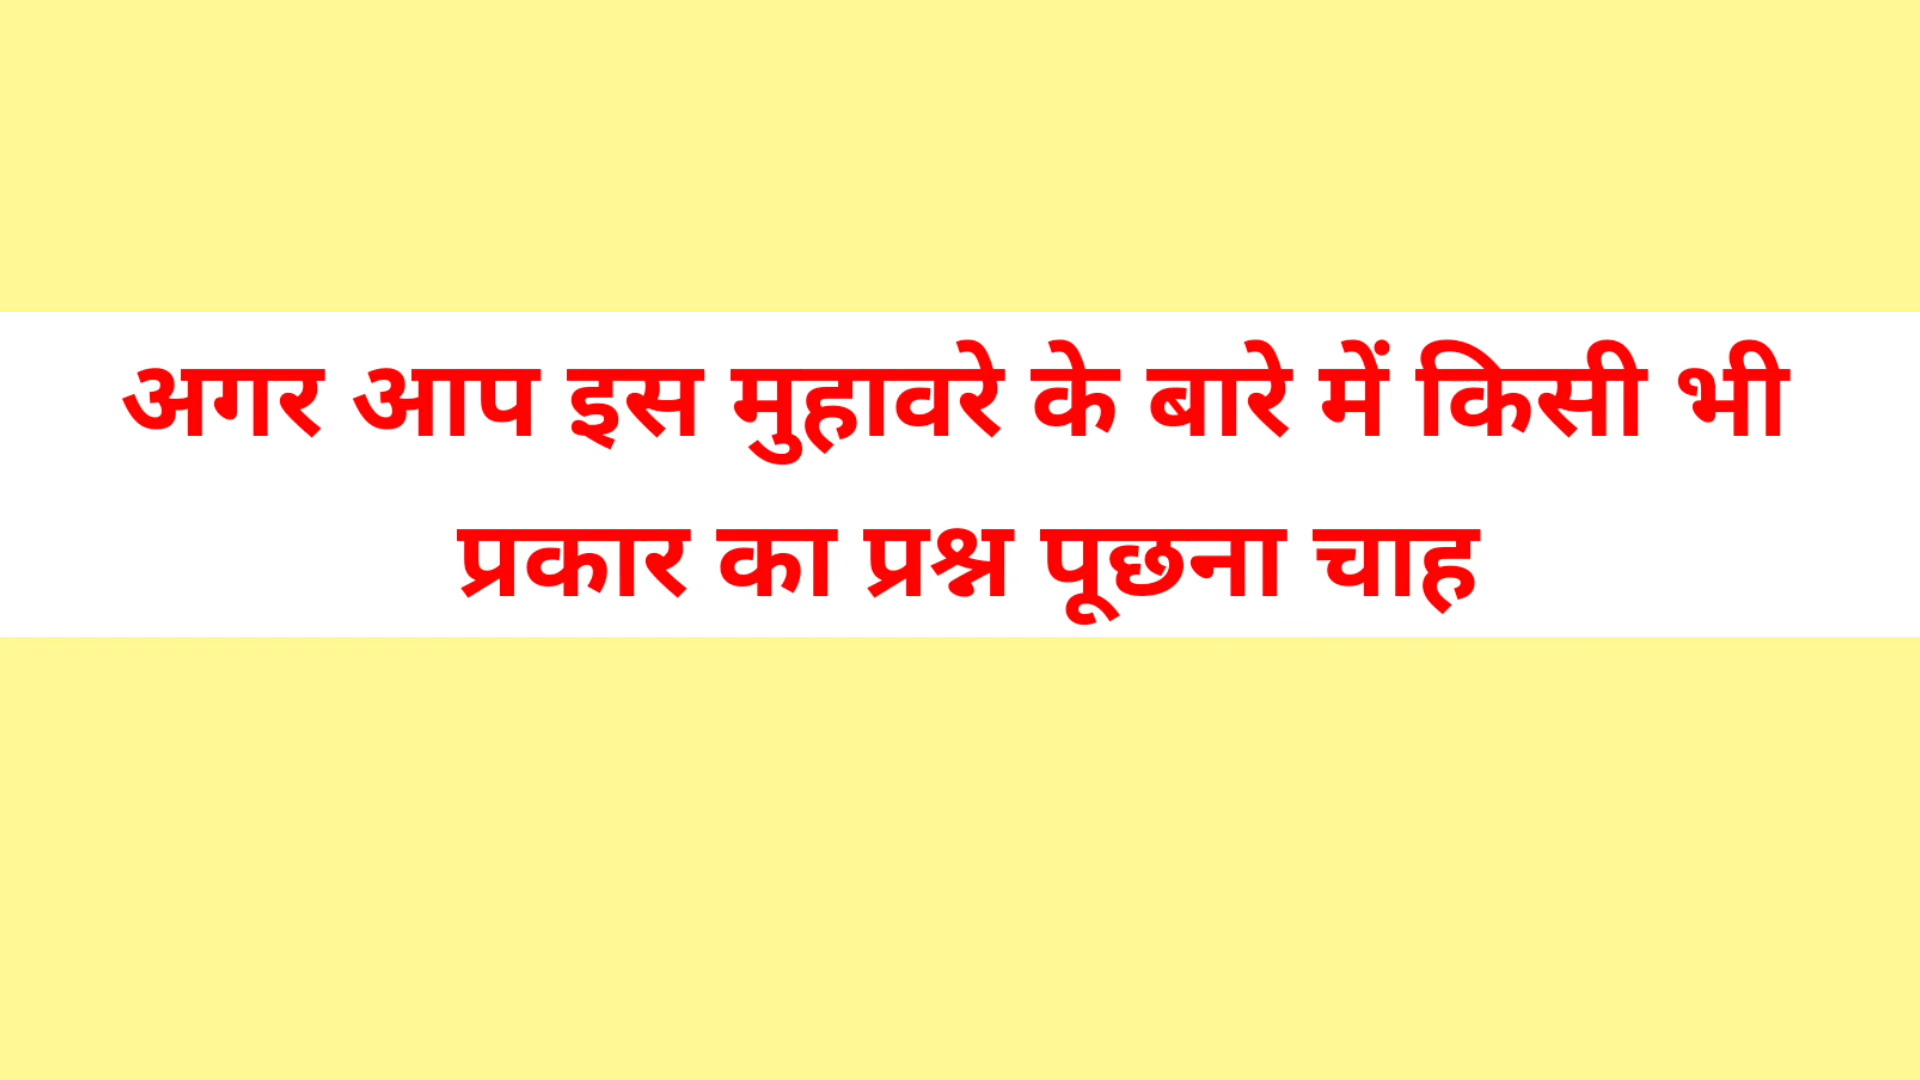 अगर आप इस मुहावरे के बारे में किसी भी
प्रकार का प्रश्न पूछना चाह